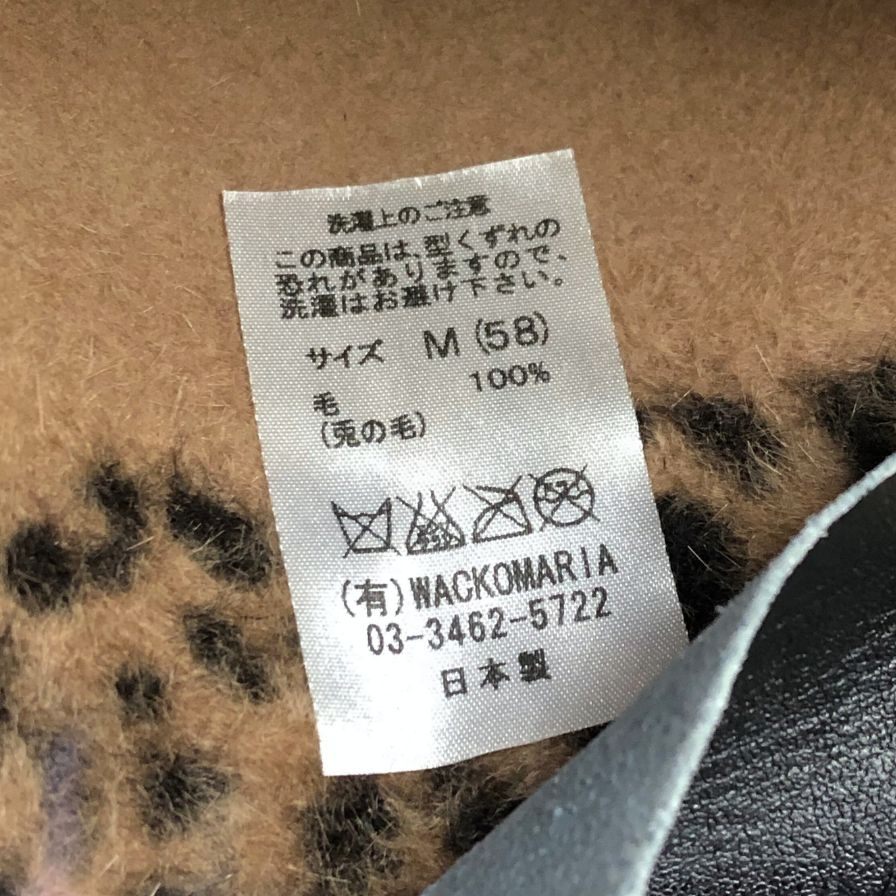 洗濯上のご注意
この商品は、型くずれの
恐れがありますので、
洗濯はお避け下さい。
サイズ M (58)
毛 100%
(兎の毛)
(有)WACKOMARIA
03-3462-5722
日本製